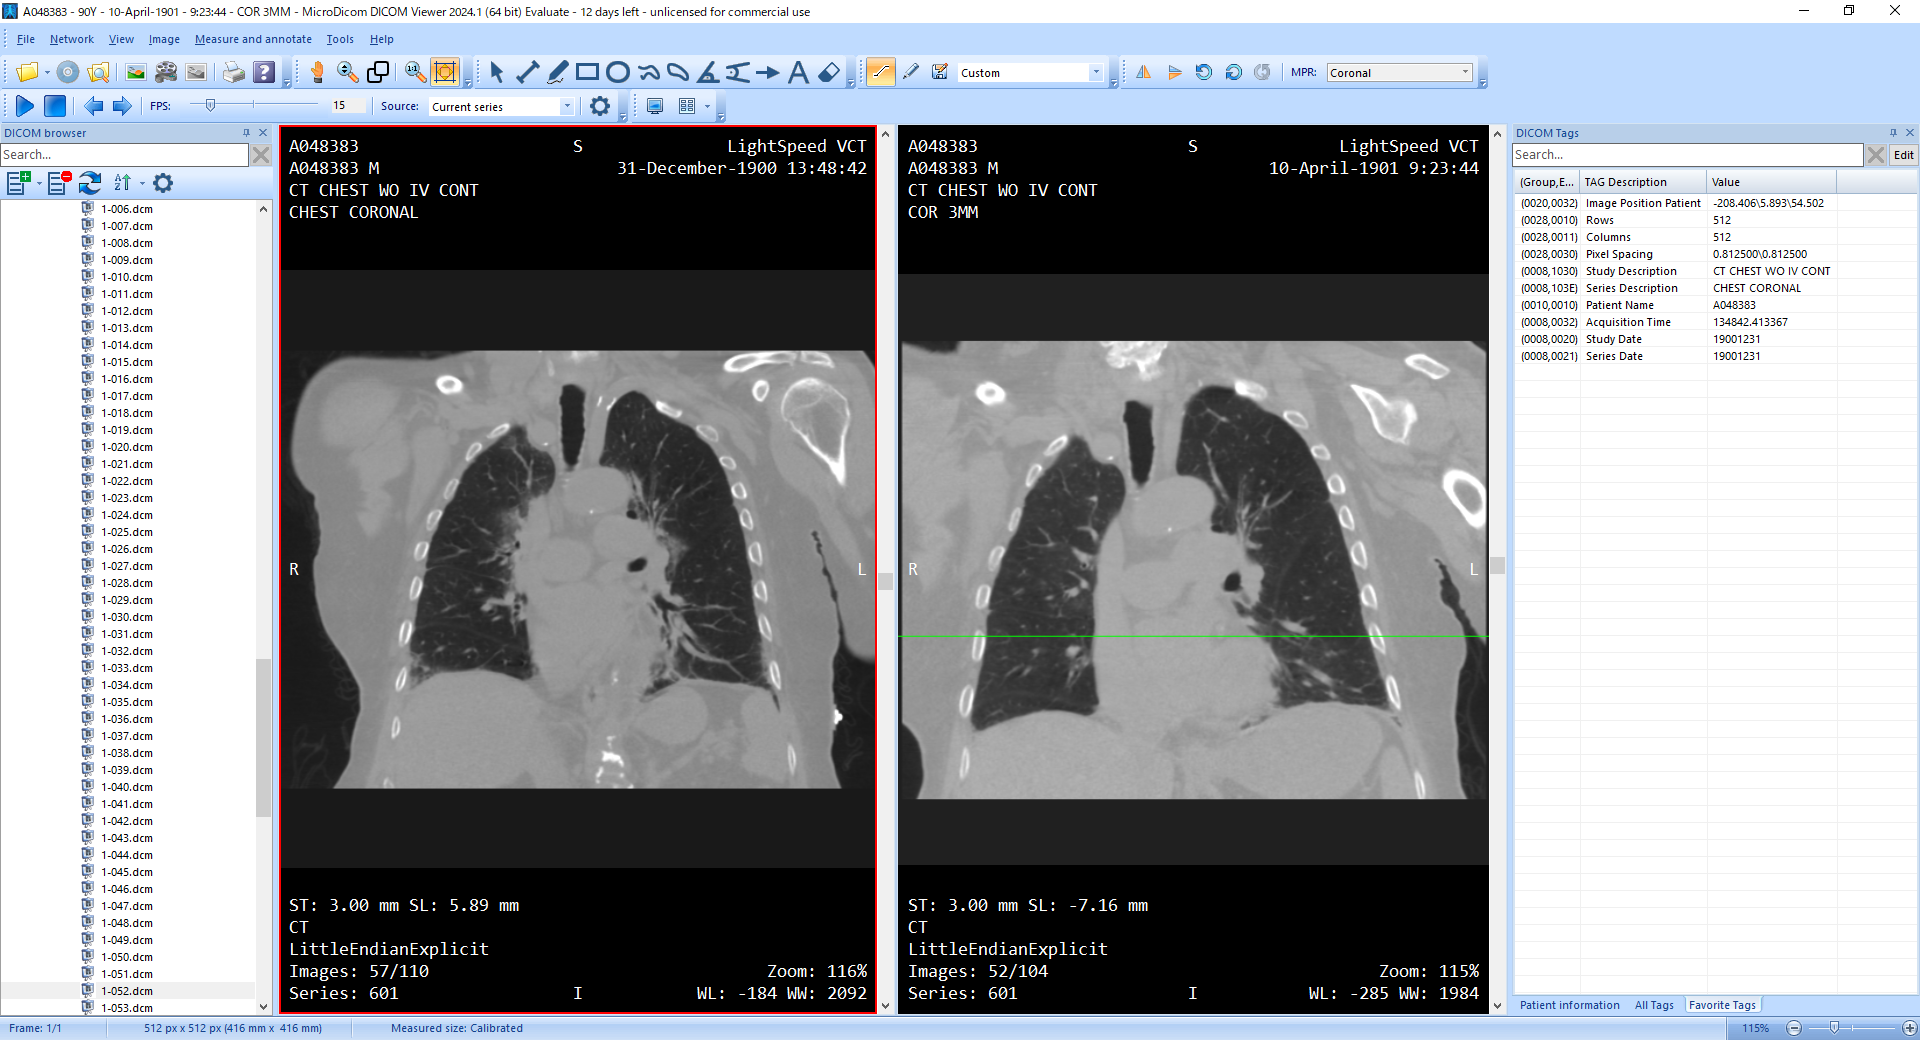 A048383 - 90Y - 10-April-1901 - 9:23:44 - COR 3MM - MicroDicom DICOM Viewer 2024.1 (64 bit) Evaluate - 12 days left - unlicensed for commercial use
File Network View Image Measure and annotate Tools Help
1:1 Custom MPR: Coronal
FPS: 15 Source: Current series
DICOM browser
Search...
1-006.dcm
1-007.dcm
1-008.dcm
1-009.dcm
1-010.dcm
1-011.dcm
1-012.dcm
1-013.dcm
1-014.dcm
1-015.dcm
1-016.dcm
1-017.dcm
1-018.dcm
1-019.dcm
1-020.dcm
1-021.dcm
1-022.dcm
1-023.dcm
1-024.dcm
1-025.dcm
1-026.dcm
1-027.dcm
1-028.dcm
1-029.dcm
1-030.dcm
1-031.dcm
1-032.dcm
1-033.dcm
1-034.dcm
1-035.dcm
1-036.dcm
1-037.dcm
1-038.dcm
1-039.dcm
1-040.dcm
1-041.dcm
1-042.dcm
1-043.dcm
1-044.dcm
1-045.dcm
1-046.dcm
1-047.dcm
1-048.dcm
1-049.dcm
1-050.dcm
1-051.dcm
1-052.dcm
1-053.dcm
A048383 S LightSpeed VCT
A048383 M 31-December-1900 13:48:42
CT CHEST WO IV CONT
CHEST CORONAL
R L
ST: 3.00 mm SL: 5.89 mm
CT
LittleEndianExplicit
Images: 57/110 Zoom: 116%
Series: 601 I WL: -184 WW: 2092
A048383 S LightSpeed VCT
A048383 M 10-April-1901 9:23:44
CT CHEST WO IV CONT
COR 3MM
R L
ST: 3.00 mm SL: -7.16 mm
CT
LittleEndianExplicit
Images: 52/104 Zoom: 115%
Series: 601 I WL: -285 WW: 1984
DICOM Tags
Search... Edit
(Group,E... TAG Description Value
(0020,0032) Image Position Patient -208.406\5.893\54.502
(0028,0010) Rows 512
(0028,0011) Columns 512
(0028,0030) Pixel Spacing 0.812500\0.812500
(0008,1030) Study Description CT CHEST WO IV CONT
(0008,103E) Series Description CHEST CORONAL
(0010,0010) Patient Name A048383
(0008,0032) Acquisition Time 134842.413367
(0008,0020) Study Date 19001231
(0008,0021) Series Date 19001231
Patient information All Tags Favorite Tags
Frame: 1/1 512 px x 512 px (416 mm x 416 mm) Measured size: Calibrated 115%